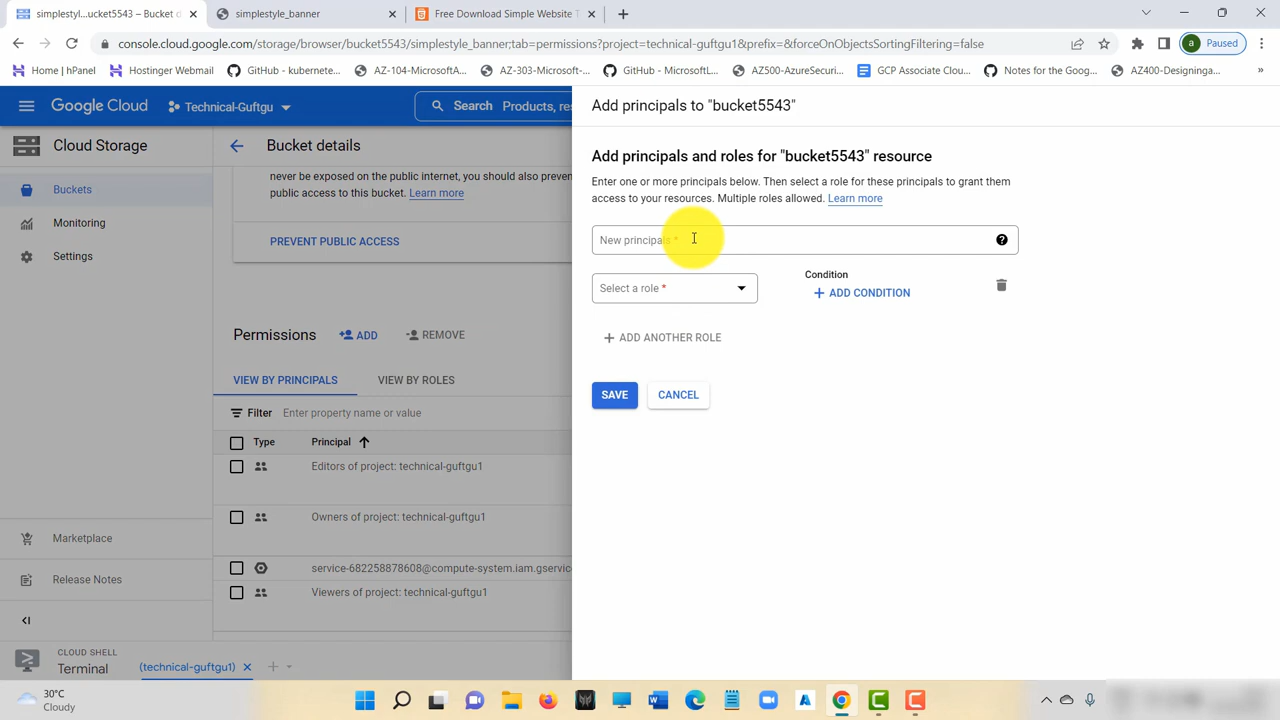 simplestyl...ucket5543 – Bucket d
simplestyle_banner
Free Download Simple Website T
console.cloud.google.com/storage/browser/bucket5543/simplestyle_banner;tab=permissions?project=technical-guftgu1&prefix=&forceOnObjectsSortingFiltering=false
a Paused
Home | hPanel
Hostinger Webmail
GitHub - kubernete...
AZ-104-MicrosoftA...
AZ-303-Microsoft-...
GitHub - MicrosoftL...
AZ500-AzureSecuri...
GCP Associate Clou...
Notes for the Goog...
AZ400-Designinga...
»
Google Cloud
Technical-Guftgu
Search Products, re
Add principals to "bucket5543"
Cloud Storage
Bucket details
Buckets
Monitoring
Settings
never be exposed on the public internet, you should also preven
public access to this bucket. Learn more
PREVENT PUBLIC ACCESS
Permissions
ADD
REMOVE
VIEW BY PRINCIPALS
VIEW BY ROLES
Filter Enter property name or value
Type
Principal
Editors of project: technical-guftgu1
Owners of project: technical-guftgu1
service-682258878608@compute-system.iam.gservice
Viewers of project: technical-guftgu1
Add principals and roles for "bucket5543" resource
Enter one or more principals below. Then select a role for these principals to grant them
access to your resources. Multiple roles allowed. Learn more
New principals *
Select a role *
Condition
+ ADD CONDITION
+ ADD ANOTHER ROLE
SAVE
CANCEL
Marketplace
Release Notes
CLOUD SHELL
Terminal
(technical-guftgu1)
30°C
Cloudy